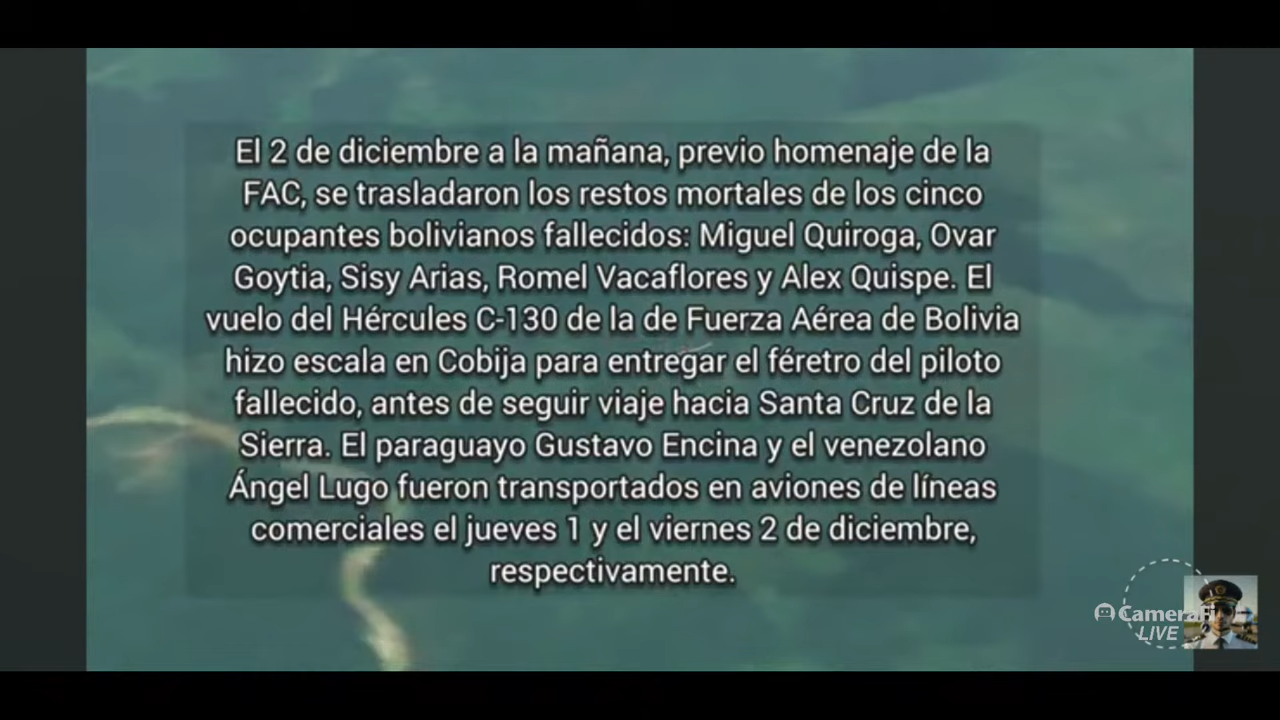 El 2 de diciembre a la mañana, previo homenaje de la
FAC, se trasladaron los restos mortales de los cinco
ocupantes bolivianos fallecidos: Miguel Quiroga, Ovar
Goytia, Sisy Arias, Romel Vacaflores y Alex Quispe. El
vuelo del Hércules C-130 de la de Fuerza Aérea de Bolivia
hizo escala en Cobija para entregar el féretro del piloto
fallecido, antes de seguir viaje hacia Santa Cruz de la
Sierra. El paraguayo Gustavo Encina y el venezolano
Ángel Lugo fueron transportados en aviones de líneas
comerciales el jueves 1 y el viernes 2 de diciembre,
respectivamente.
CameraFi
LIVE